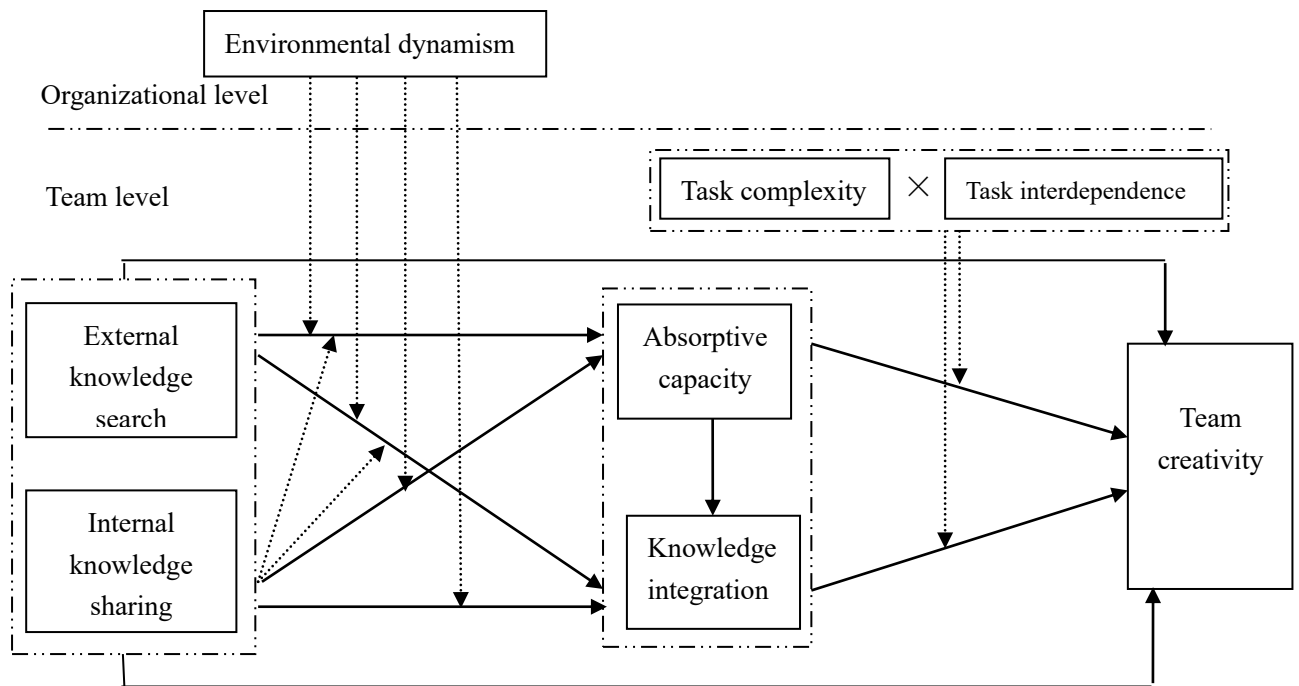 Environmental dynamism
Organizational level
Team level
Task complexity × Task interdependence
External
knowledge
search
Internal
knowledge
sharing
Absorptive
capacity
Knowledge
integration
Team
creativity